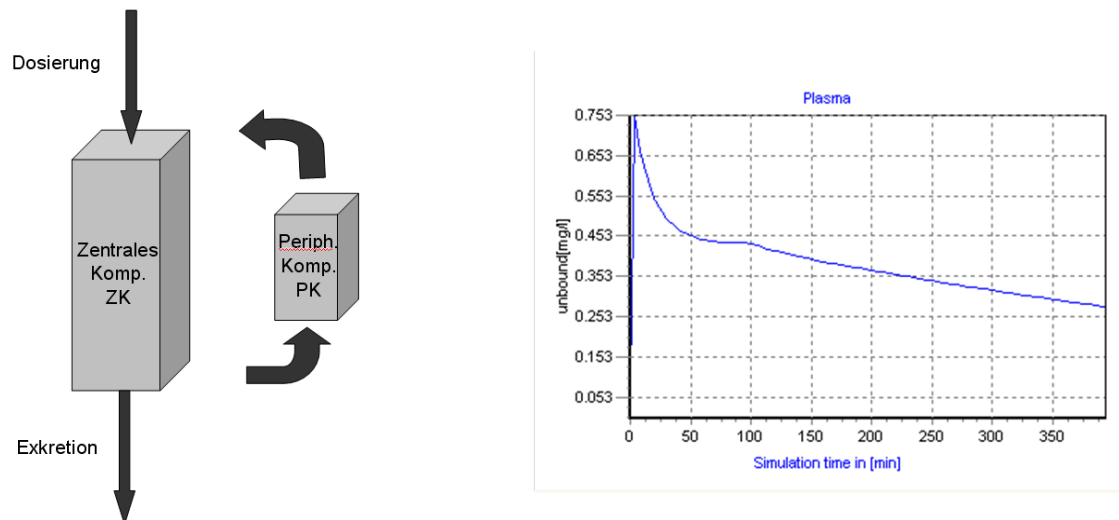 Dosierung
Zentrales
Komp.
ZK
Periph.
Komp.
PK
Exkretion
Plasma
unbound[mg/l]
0.753
0.653
0.553
0.453
0.353
0.253
0.153
0.053
0 50 100 150 200 250 300 350
Simulation time in [min]